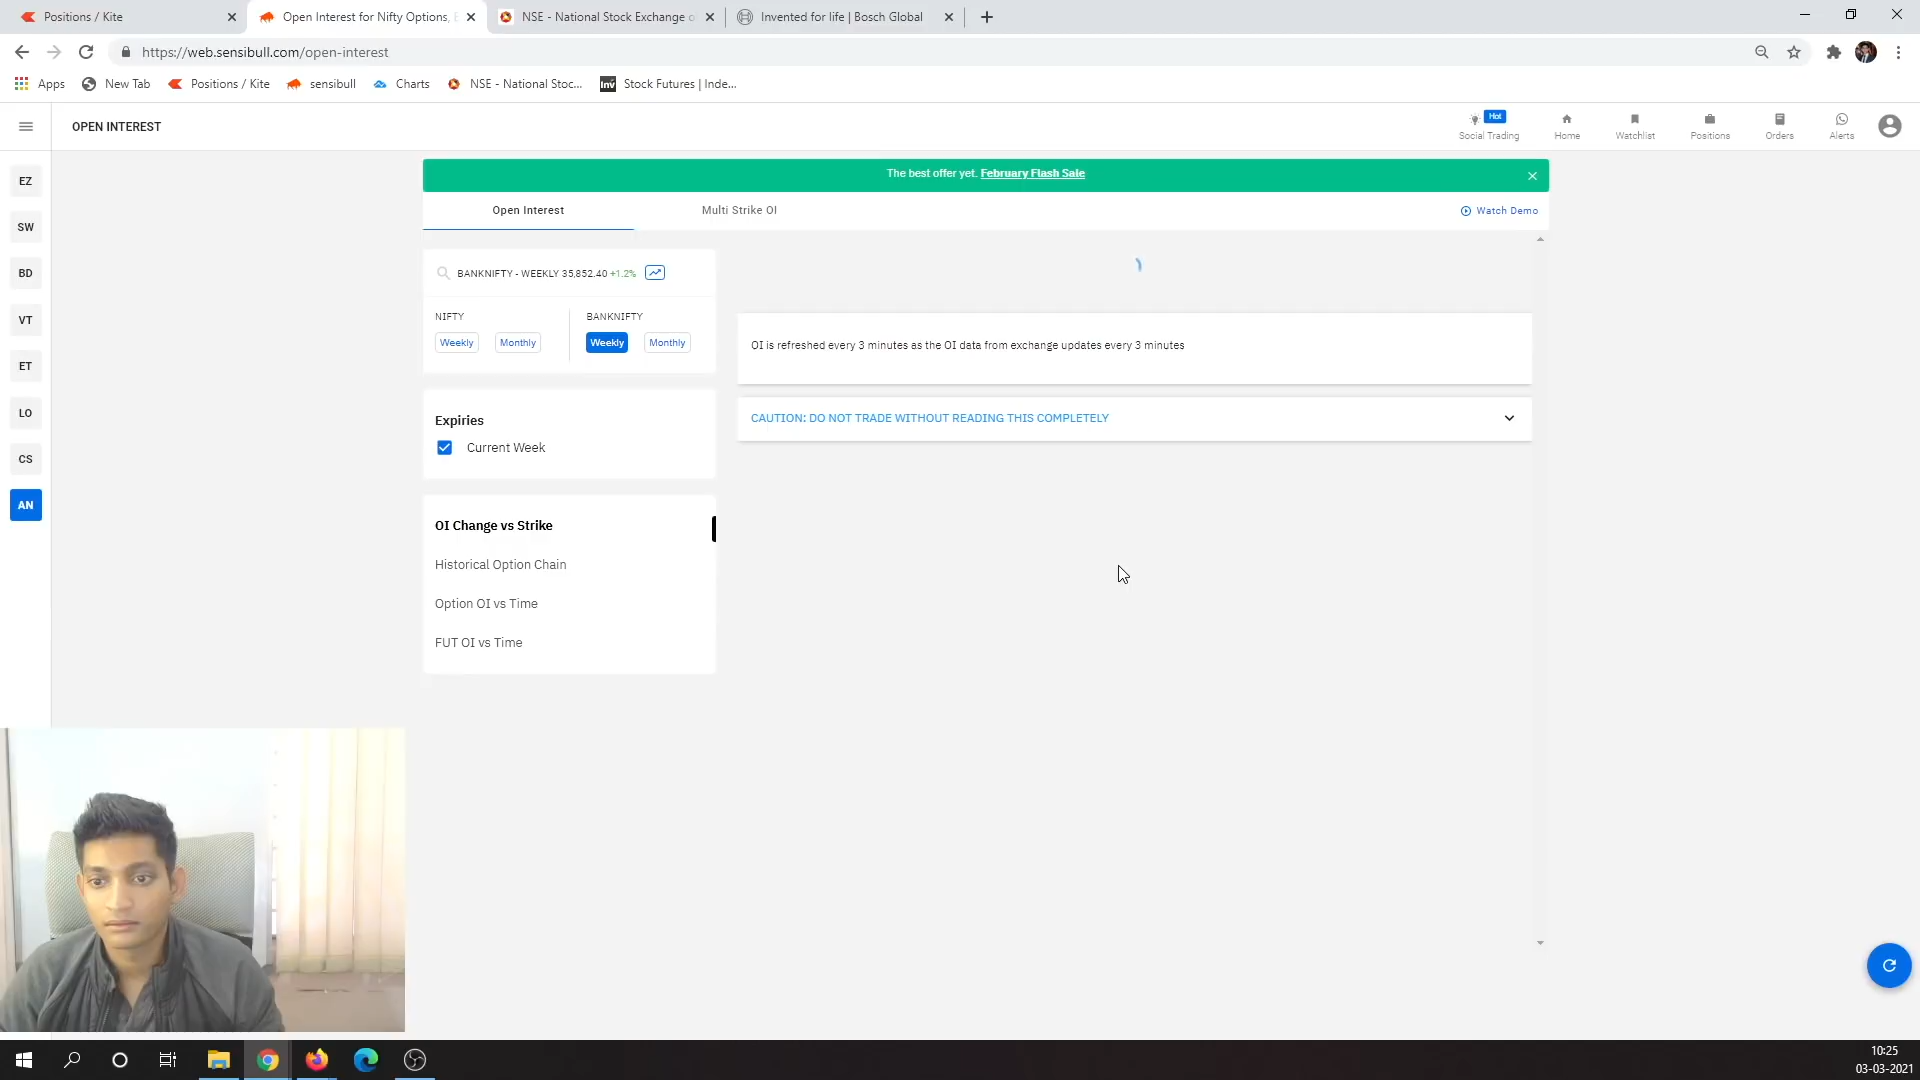 Positions / Kite
Open Interest for Nifty Options,
NSE - National Stock Exchange o
Invented for life | Bosch Global
https://web.sensibull.com/open-interest
Apps
New Tab
Positions / Kite
sensibull
Charts
NSE - National Stoc...
Inv
Stock Futures | Inde...
OPEN INTEREST
Hot
Social Trading
Home
Watchlist
Positions
Orders
Alerts
EZ
SW
BD
VT
ET
LO
CS
AN
The best offer yet. February Flash Sale
Open Interest
Multi Strike OI
Watch Demo
BANKNIFTY - WEEKLY 35,852.40 +1.2%
NIFTY
BANKNIFTY
Weekly
Monthly
Weekly
Monthly
OI is refreshed every 3 minutes as the OI data from exchange updates every 3 minutes
CAUTION: DO NOT TRADE WITHOUT READING THIS COMPLETELY
Expiries
Current Week
OI Change vs Strike
Historical Option Chain
Option OI vs Time
FUT OI vs Time
10:25
03-03-2021